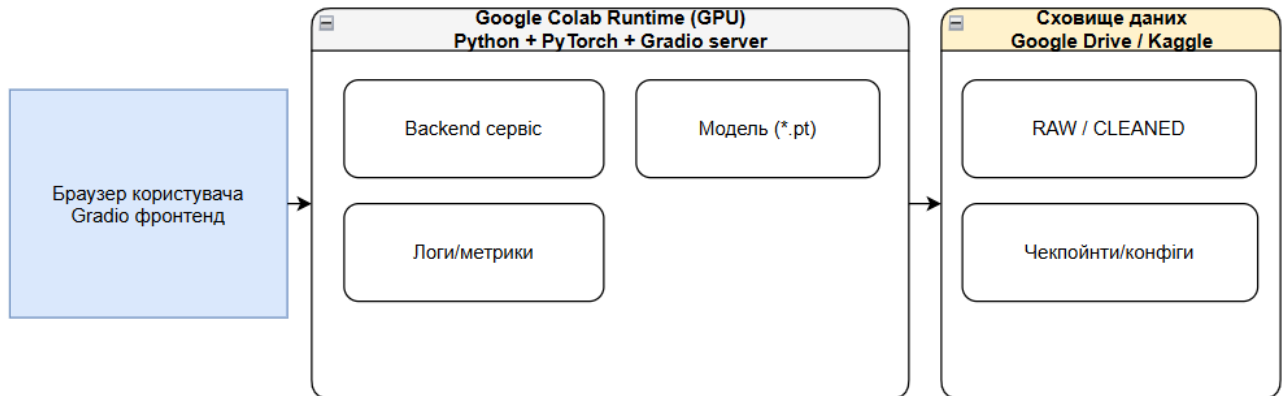 Браузер користувача
Gradio фронтенд
Google Colab Runtime (GPU)
Python + PyTorch + Gradio server
Backend сервіс
Модель (*.pt)
Логи/метрики
Сховище даних
Google Drive / Kaggle
RAW / CLEANED
Чекпойнти/конфіги